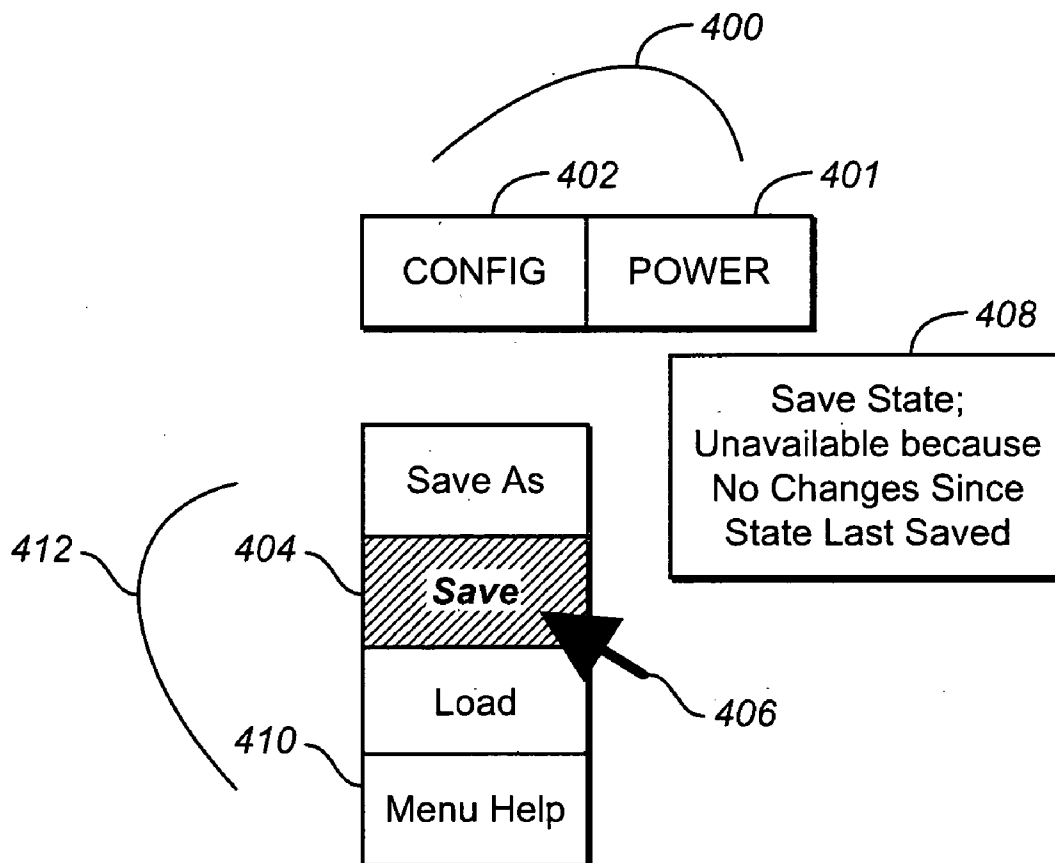 400
402
401
CONFIG
POWER
408
Save State;
Unavailable because
No Changes Since
State Last Saved
Save As
412
404
Save
406
Load
410
Menu Help